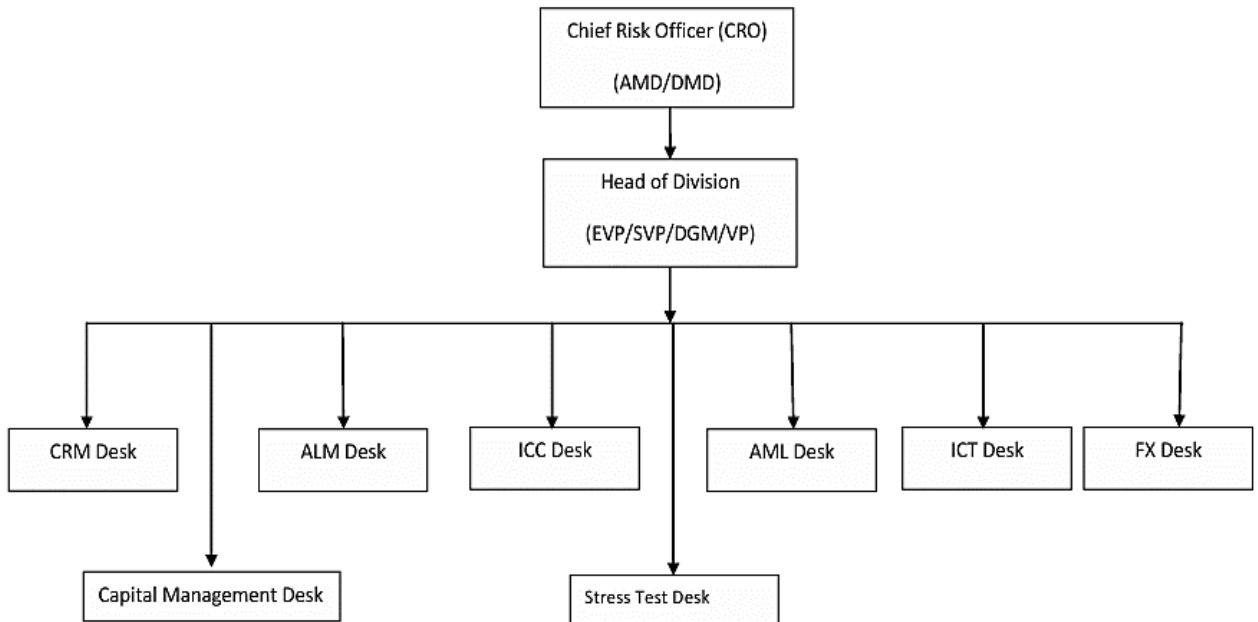 Chief Risk Officer (CRO)
(AMD/DMD)
Head of Division
(EVP/SVP/DGM/VP)
CRM Desk
ALM Desk
ICC Desk
AML Desk
ICT Desk
FX Desk
Capital Management Desk
Stress Test Desk